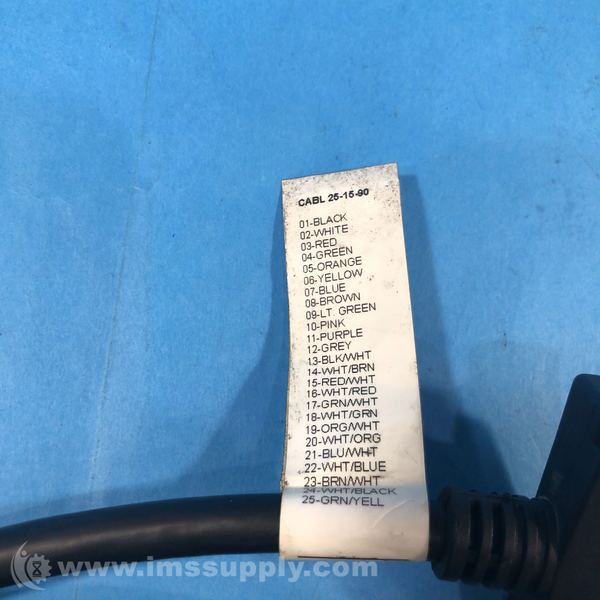 CABL 25-15-90
01-BLACK
02-WHITE
03-RED
04-GREEN
05-ORANGE
06-YELLOW
07-BLUE
08-BROWN
09-LT. GREEN
10-PINK
11-PURPLE
12-GREY
13-BLK/WHT
14-WHT/BRN
15-RED/WHT
16-WHT/RED
17-GRN/WHT
18-WHT/GRN
19-ORG/WHT
20-WHT/ORG
21-BLU/WHT
22-WHT/BLUE
23-BRN/WHT
24-WHT/BLACK
25-GRN/YELL
www.imssupply.com/